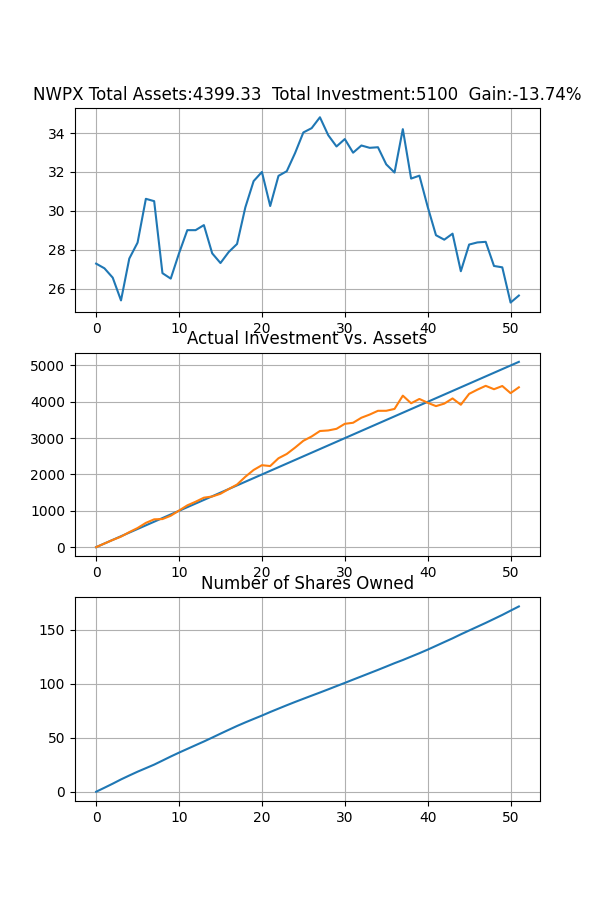 NWPX Total Assets:4399.33  Total Investment:5100  Gain:-13.74%
34
32
30
28
26
0 10 20 30 40 50
Actual Investment vs. Assets
5000
4000
3000
2000
1000
0
0 10 20 30 40 50
Number of Shares Owned
150
100
50
0
0 10 20 30 40 50